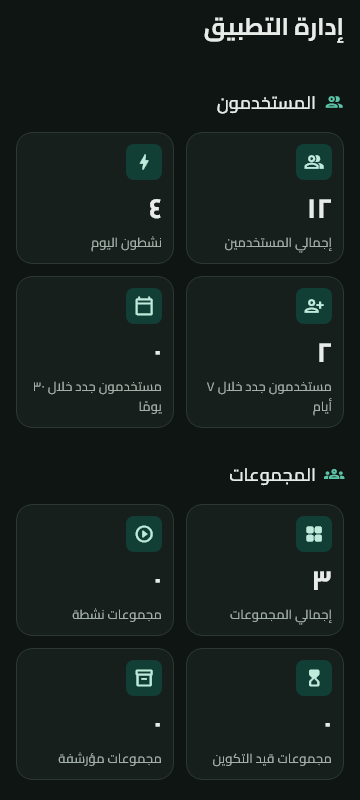 إدارة التطبيق
المستخدمون
١٢
إجمالي المستخدمين
٤
نشطون اليوم
٢
مستخدمون جدد خلال ٧
أيام
٠
مستخدمون جدد خلال ٣٠
يومًا
المجموعات
٣
إجمالي المجموعات
٠
مجموعات نشطة
٠
مجموعات قيد التكوين
٠
مجموعات مؤرشفة